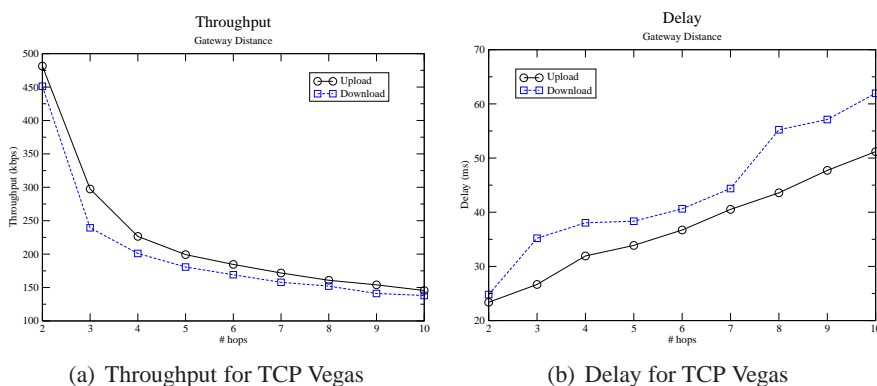 Throughput
Gateway Distance
500
450
400
350
300
250
200
150
100
Throughput (kbps)
Upload
Download
2 3 4 5 6 7 8 9 10
# hops
(a) Throughput for TCP Vegas
Delay
Gateway Distance
70
60
50
40
30
20
Delay (ms)
Upload
Download
2 3 4 5 6 7 8 9 10
# hops
(b) Delay for TCP Vegas